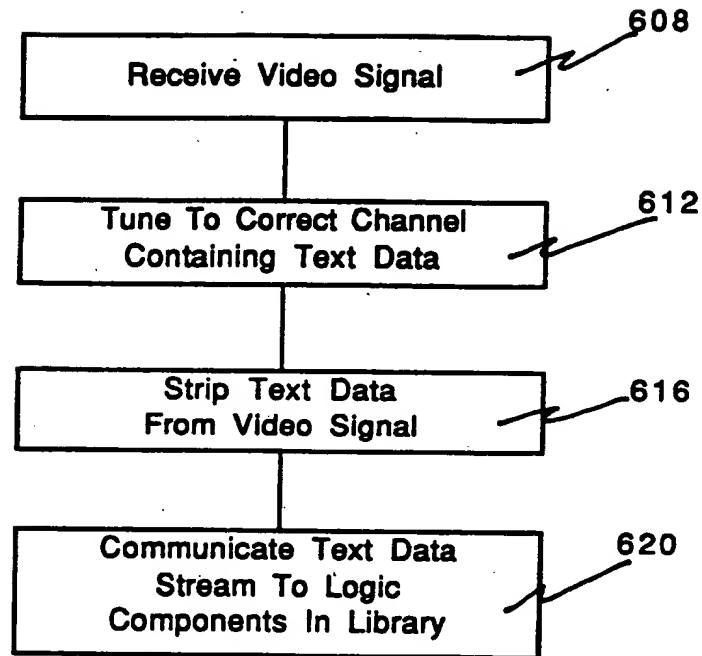 608
Receive Video Signal
612
Tune To Correct Channel
Containing Text Data
616
Strip Text Data
From Video Signal
620
Communicate Text Data
Stream To Logic
Components In Library